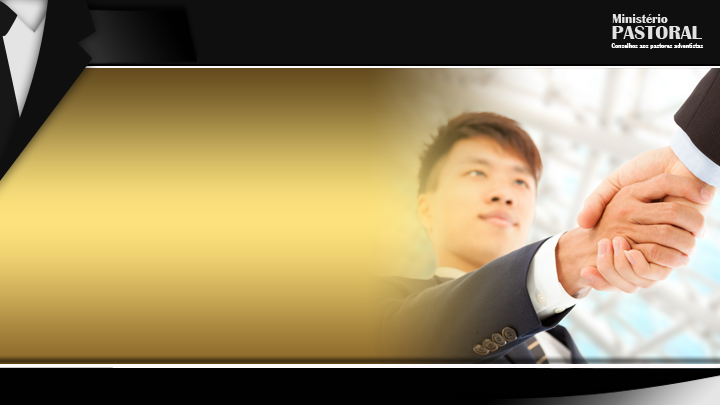 Ministério
PASTORAL
Conselhos aos pastores adventistas